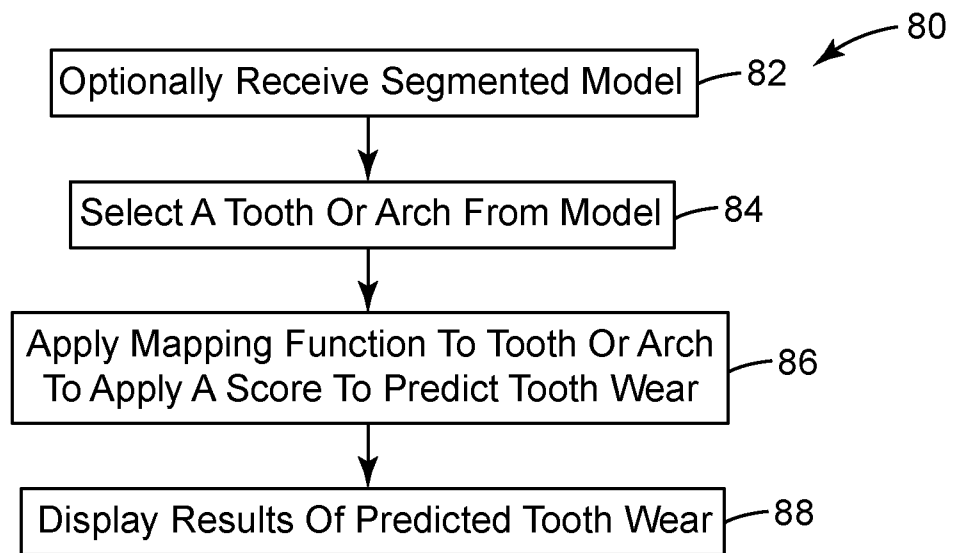 80
Optionally Receive Segmented Model 82
Select A Tooth Or Arch From Model 84
Apply Mapping Function To Tooth Or Arch
To Apply A Score To Predict Tooth Wear 86
Display Results Of Predicted Tooth Wear 88